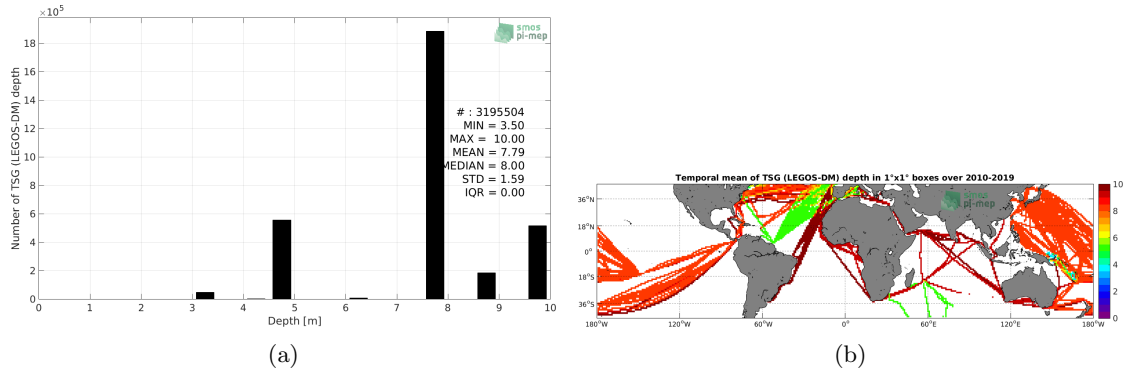 ×10⁵
18
16
14
12
10
8
6
4
2
0
Number of TSG (LEGOS-DM) depth
smos
pi-mep
# : 3195504
MIN = 3.50
MAX = 10.00
MEAN = 7.79
MEDIAN = 8.00
STD = 1.59
IQR = 0.00
0 1 2 3 4 5 6 7 8 9 10
Depth [m]
(a)
Temporal mean of TSG (LEGOS-DM) depth in 1°x1° boxes over 2010-2019
smos
pi-mep
36°N
18°N
0°
18°S
36°S
180°W 120°W 60°W 0° 60°E 120°E 180°W
10
8
6
4
2
0
(b)